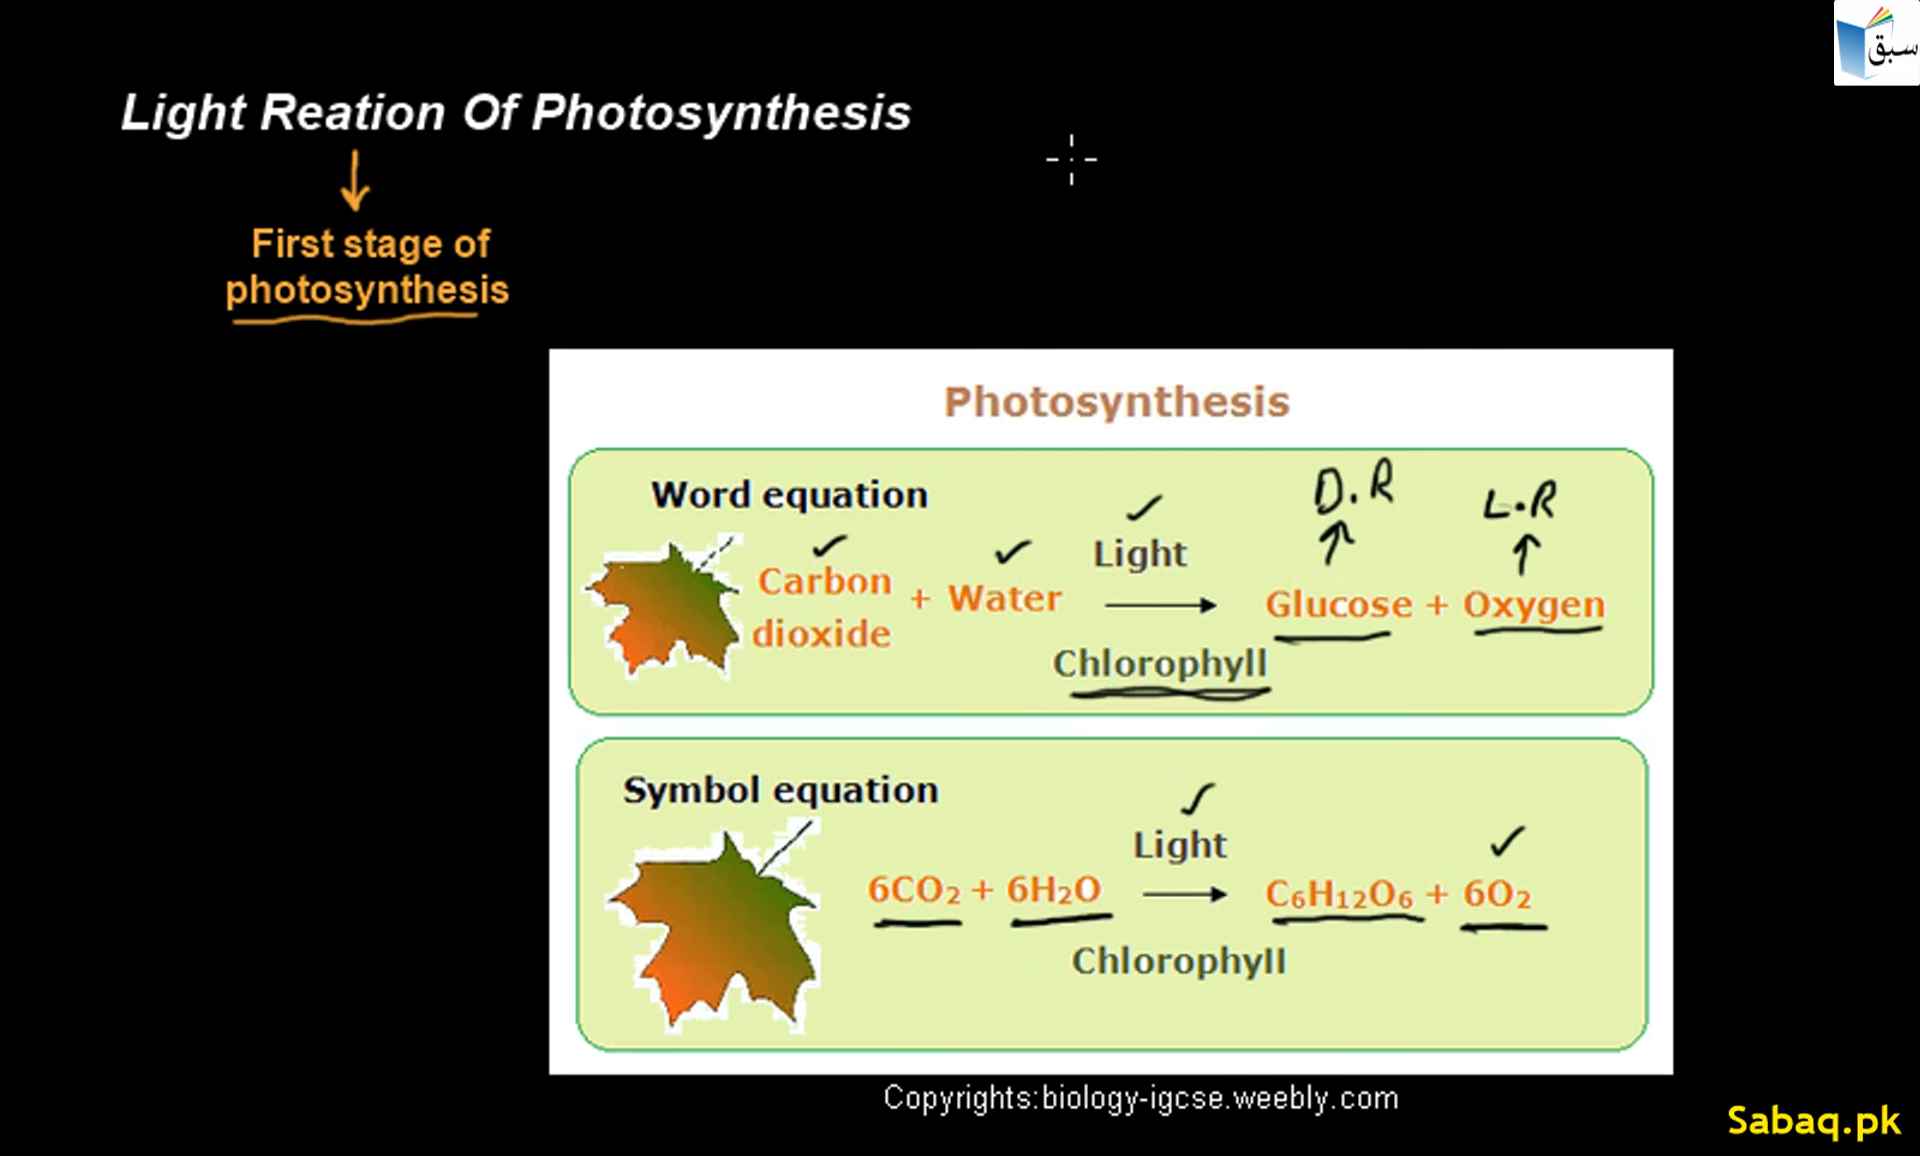 سبق
Light Reation Of Photosynthesis
First stage of
photosynthesis
Photosynthesis
Word equation
D.R
L.R
Light
Carbon
dioxide
+ Water
Glucose + Oxygen
Chlorophyll
Symbol equation
Light
6CO₂ + 6H₂O
C₆H₁₂O₆ + 6O₂
Chlorophyll
Copyrights:biology-igcse.weebly.com
Sabaq.pk